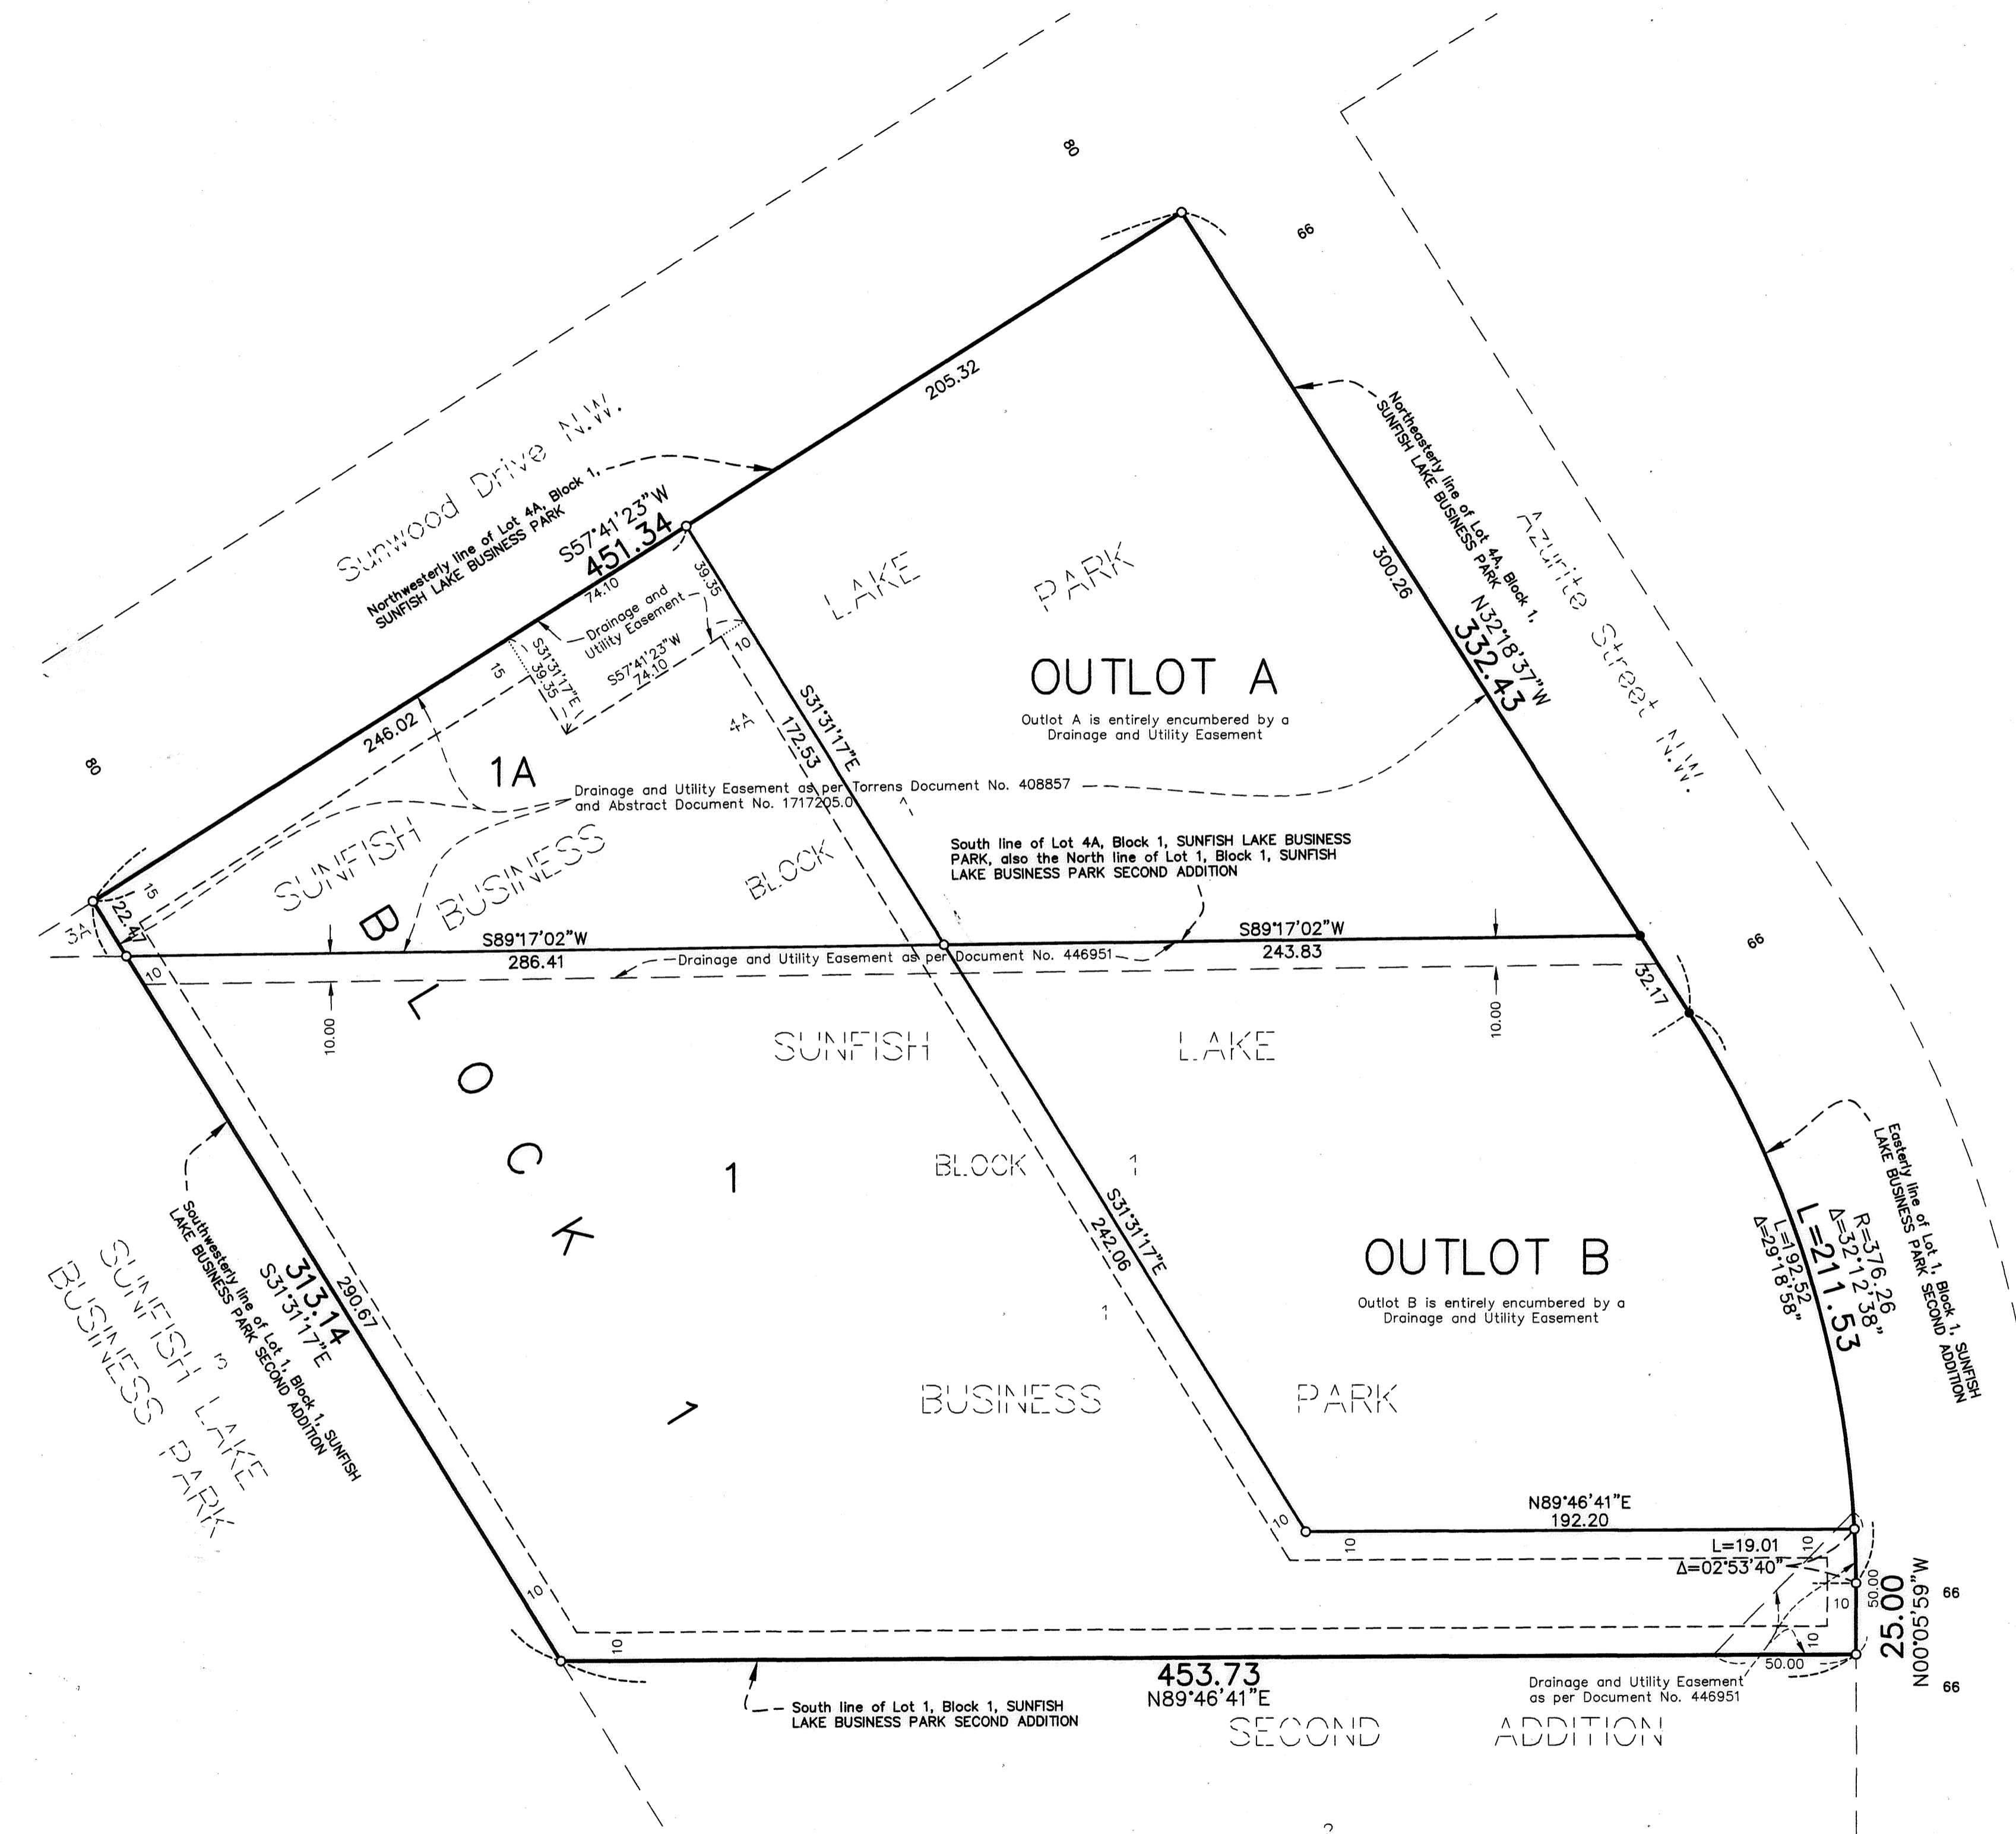 80
66
205.32
Sunwood Drive N.W.
Northwesterly line of Lot 4A, Block 1,
SUNFISH LAKE BUSINESS PARK
S57°41'23"W
451.34
74.10
39.35
Drainage and
Utility Easement
S57°41'23"W
74.10
S31°31'17"E
39.35
15
10
246.02
80
1A
4A
172.53
S31°31'17"E
LAKE PARK
OUTLOT A
Outlot A is entirely encumbered by a
Drainage and Utility Easement
Northeasterly line of Lot 4A, Block 1,
SUNFISH LAKE BUSINESS PARK
300.26
N32°18'37"W
332.43
Azurite Street N.W.
Drainage and Utility Easement as per Torrens Document No. 408857
and Abstract Document No. 1717205.0
SUNFISH
BUSINESS
BLOCK
South line of Lot 4A, Block 1, SUNFISH LAKE BUSINESS
PARK, also the North line of Lot 1, Block 1, SUNFISH
LAKE BUSINESS PARK SECOND ADDITION
15
22.47
3A
10
S89°17'02"W
286.41
S89°17'02"W
243.83
Drainage and Utility Easement as per Document No. 446951
66
32.17
10.00
10.00
BLOCK 1
SUNFISH LAKE
BLOCK 1
1
1
BUSINESS PARK
S31°31'17"E
242.06
OUTLOT B
Outlot B is entirely encumbered by a
Drainage and Utility Easement
Easterly line of Lot 1, Block 1, SUNFISH
LAKE BUSINESS PARK SECOND ADDITION
R=376.26
Δ=32°12'38"
L=211.53
L=192.52
Δ=29°18'58"
Southwesterly line of Lot 1, Block 1, SUNFISH
LAKE BUSINESS PARK SECOND ADDITION
290.67
313.14
S31°31'17"E
3
SUNFISH LAKE
BUSINESS PARK
N89°46'41"E
192.20
10
10
10
L=19.01
Δ=02°53'40"
10
50.00
25.00
N00°05'59"W
66
66
10
10
10
50.00
453.73
N89°46'41"E
Drainage and Utility Easement
as per Document No. 446951
South line of Lot 1, Block 1, SUNFISH
LAKE BUSINESS PARK SECOND ADDITION
SECOND ADDITION